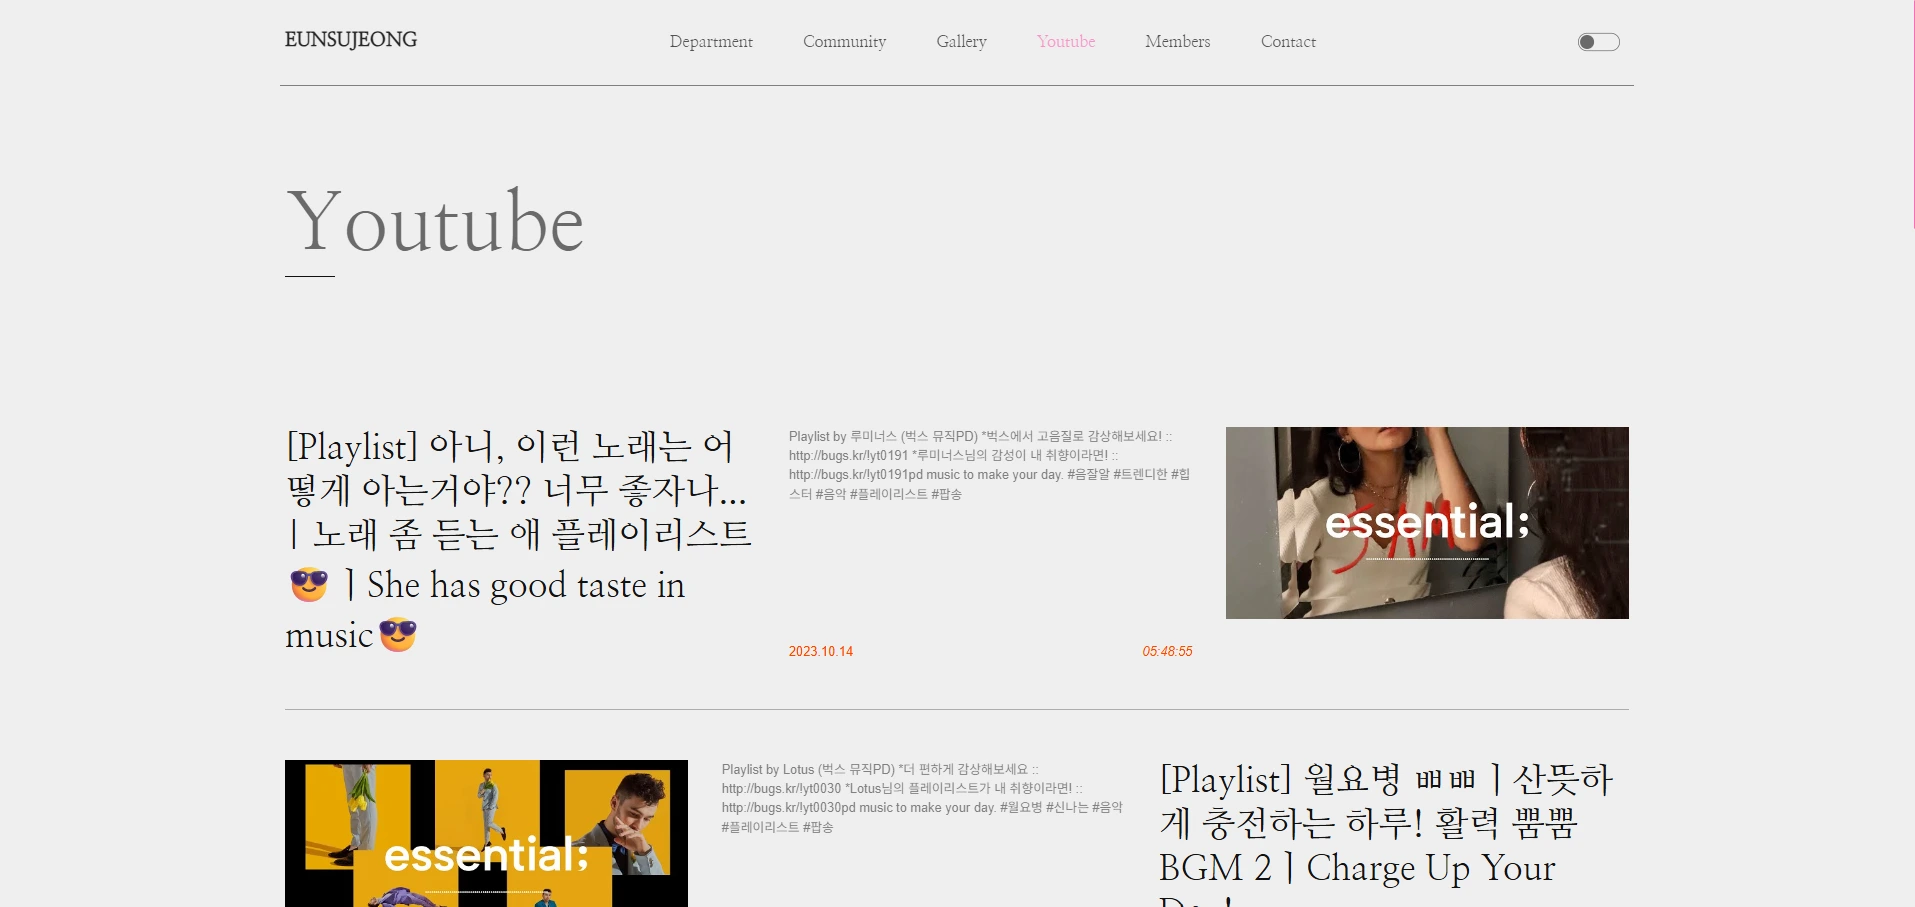 EUNSUJEONG
Department
Community
Gallery
Youtube
Members
Contact
Youtube
[Playlist] 아니, 이런 노래는 어
떻게 아는거야?? 너무 좋자나...
ㅣ노래 좀 듣는 애 플레이리스트
😎 ㅣShe has good taste in
music😎
Playlist by 루미너스 (벅스 뮤직PD) *벅스에서 고음질로 감상해보세요! ::
http://bugs.kr/!yt0191 *루미너스님의 감성이 내 취향이라면! ::
http://bugs.kr/!yt0191pd music to make your day. #음잘알 #트렌디한 #힙
스터 #음악 #플레이리스트 #팝송
2023.10.14
05:48:55
essential;
[Playlist] 월요병 ㅃㅃㅣ산뜻하
게 충전하는 하루! 활력 뿜뿜
BGM 2ㅣCharge Up Your
Playlist by Lotus (벅스 뮤직PD) *더 편하게 감상해보세요 ::
http://bugs.kr/!yt0030 *Lotus님의 플레이리스트가 내 취향이라면! ::
http://bugs.kr/!yt0030pd music to make your day. #월요병 #신나는 #음악
#플레이리스트 #팝송
essential;